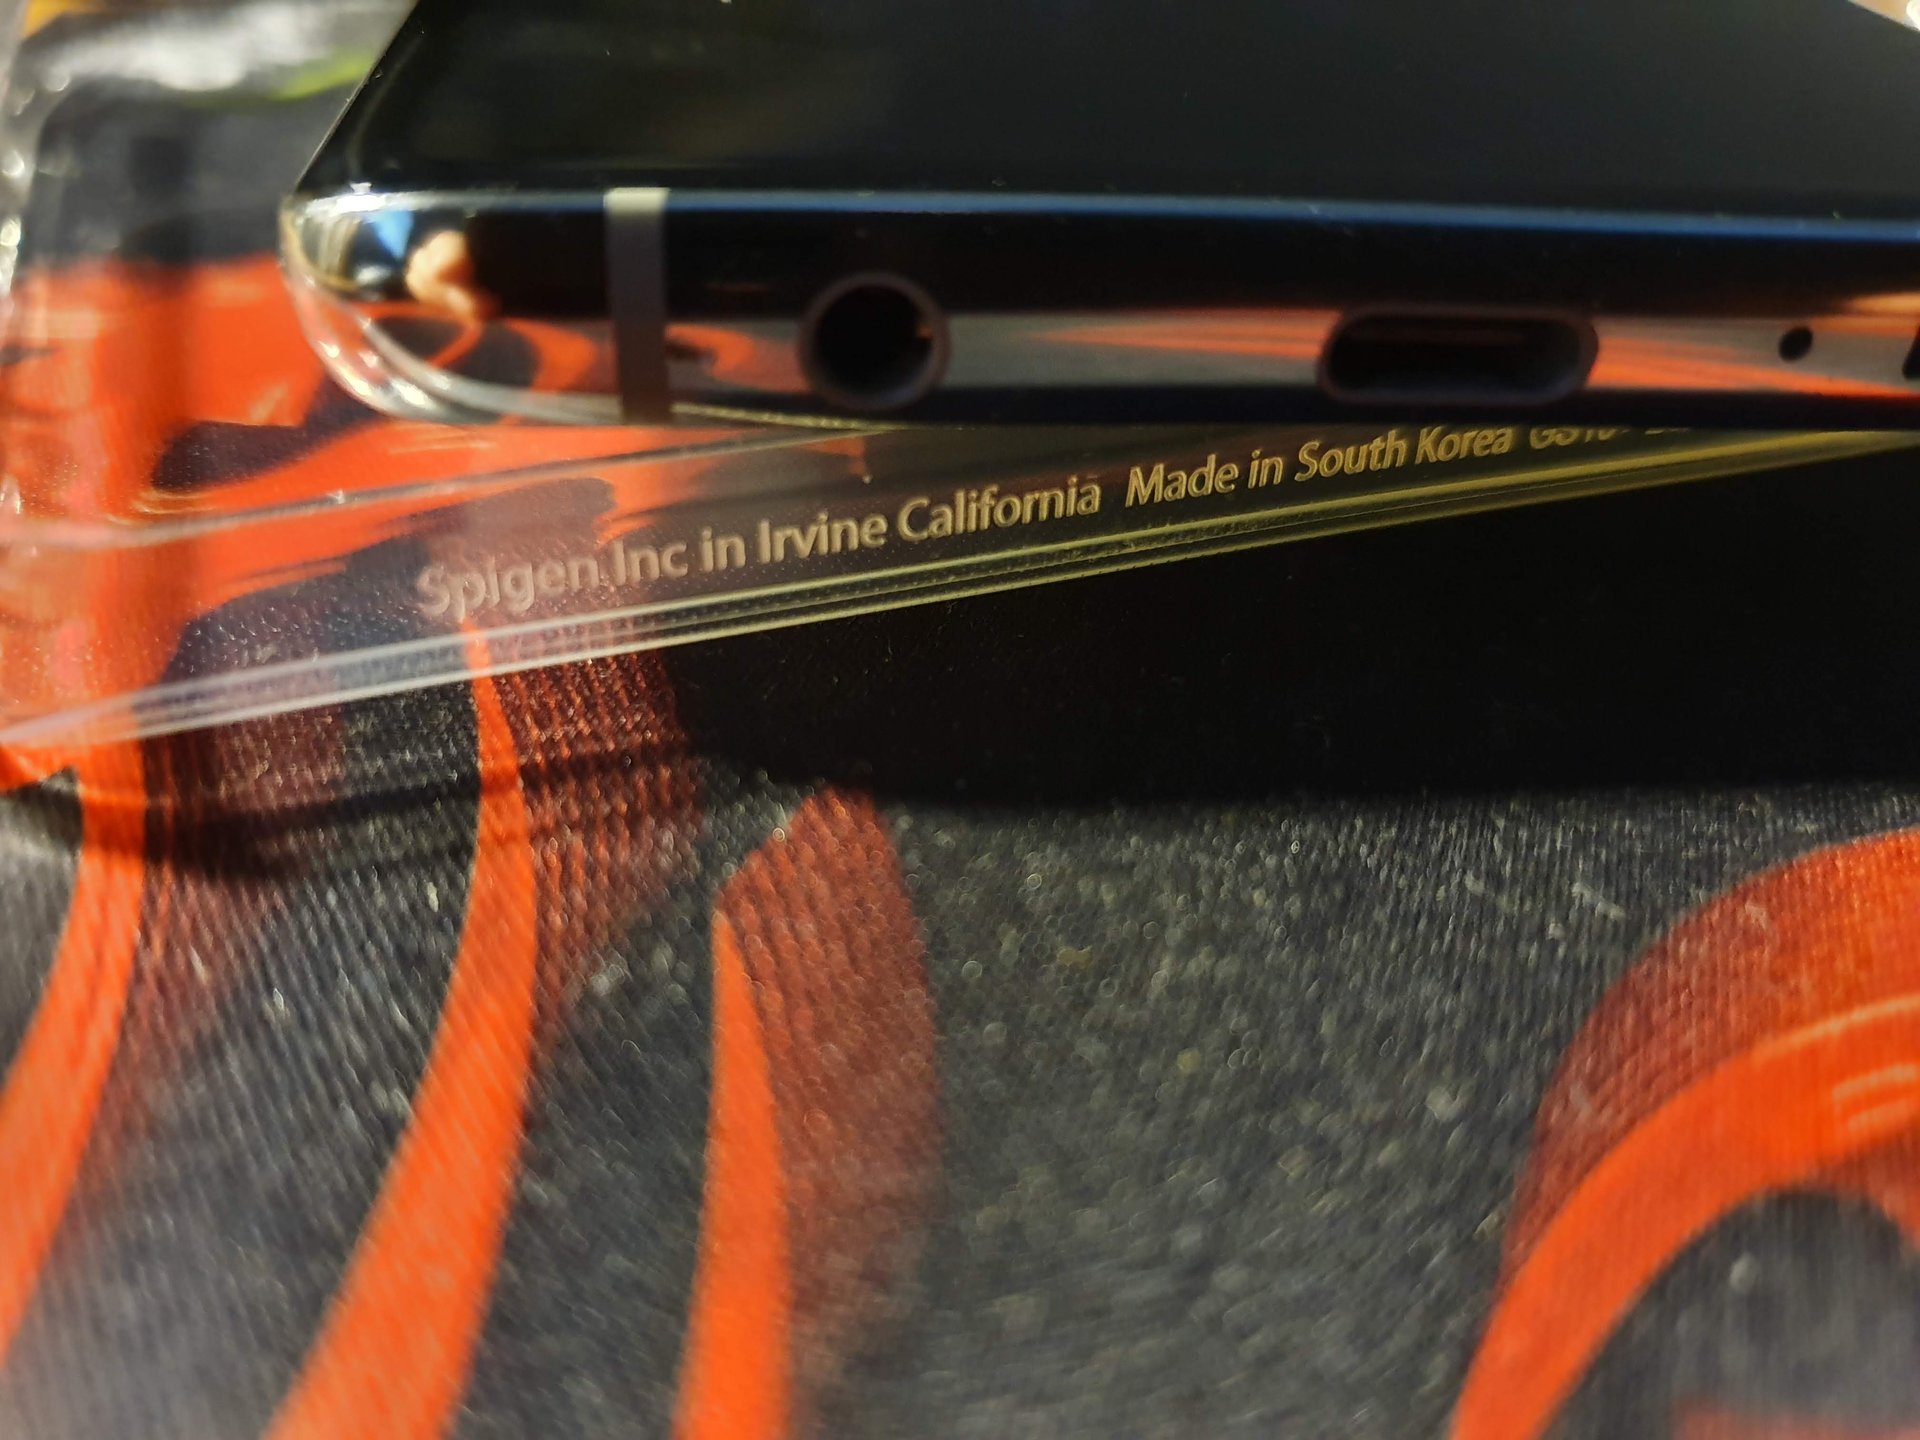 Spigen Inc in Irvine California Made in South Korea